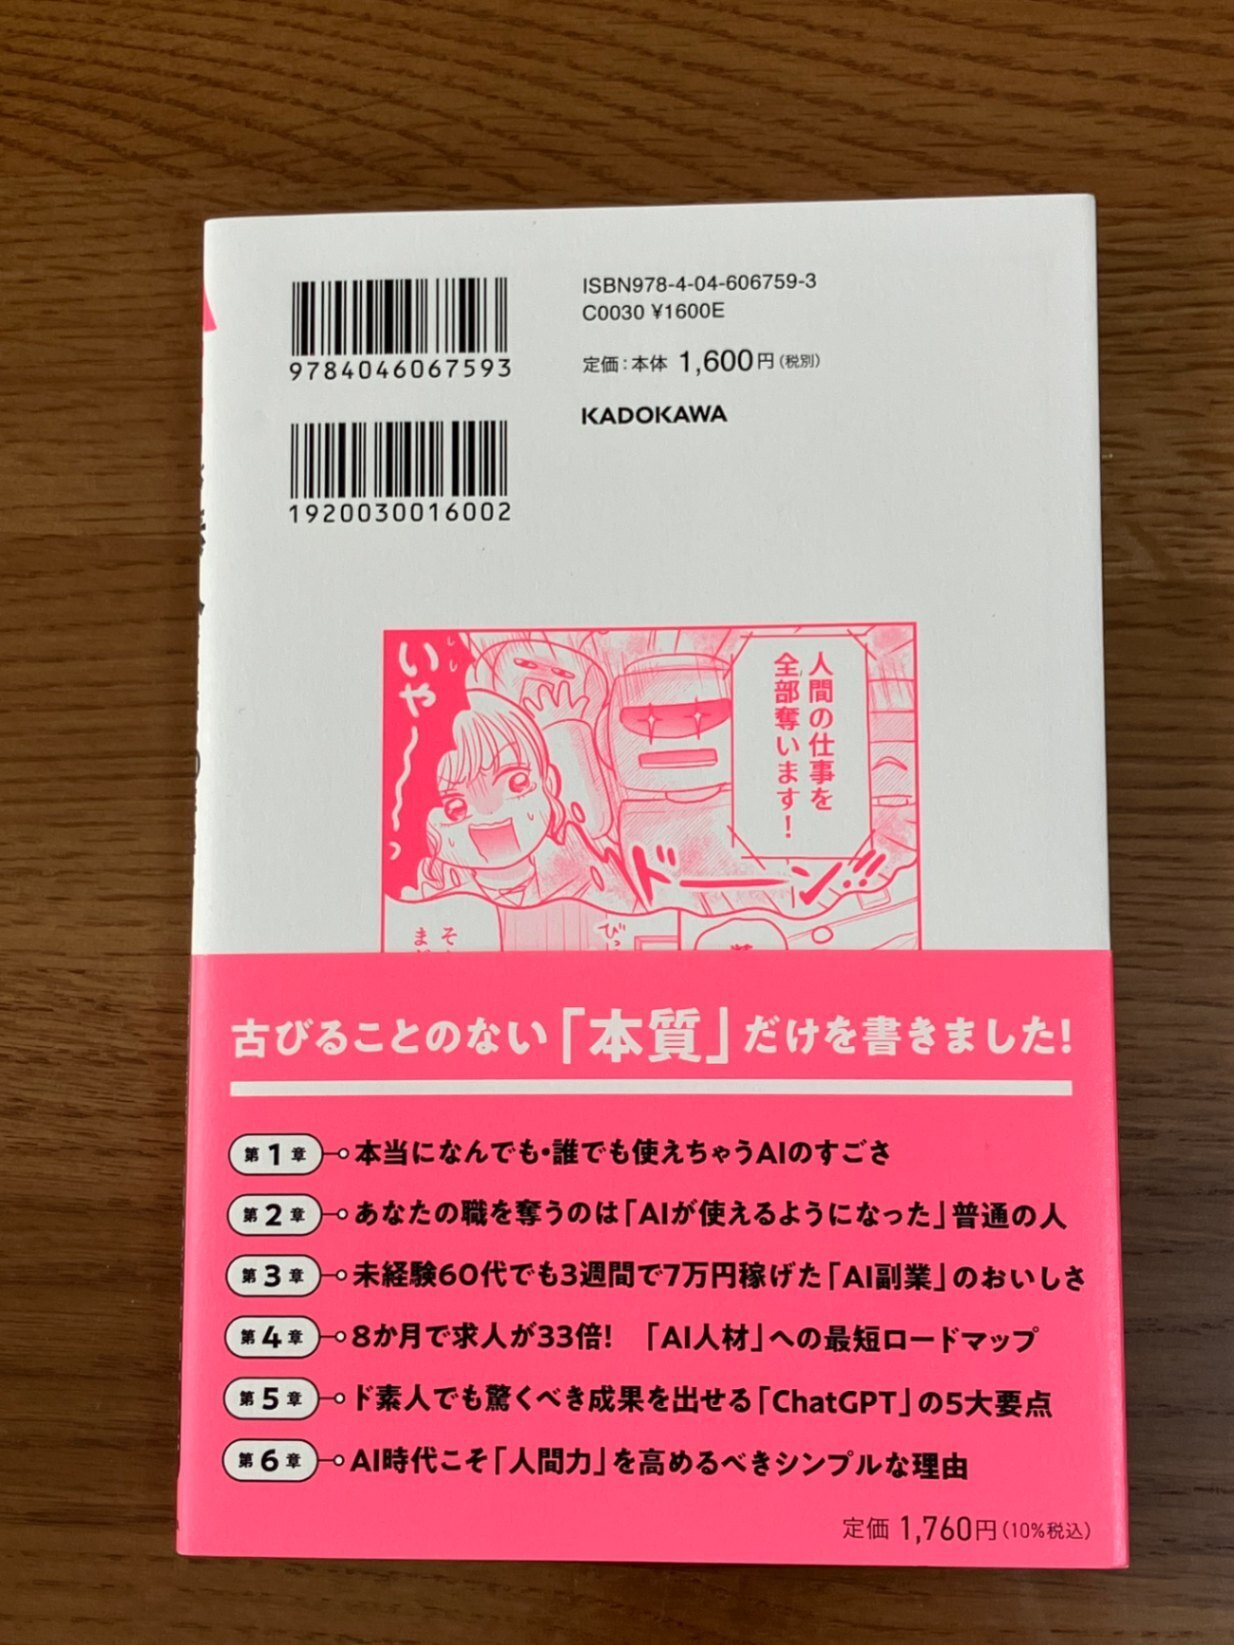 9784046067593
1920030016002
ISBN978-4-04-606759-3
C0030 ¥1600E
定価：本体 1,600円（税別）
KADOKAWA
人間の仕事を
全部奪います！
いや〜〜〜っ
ドーン!!
古びることのない「本質」だけを書きました！
第1章 本当になんでも・誰でも使えちゃうAIのすごさ
第2章 あなたの職を奪うのは「AIが使えるようになった」普通の人
第3章 未経験60代でも3週間で7万円稼げた「AI副業」のおいしさ
第4章 8か月で求人が33倍！ 「AI人材」への最短ロードマップ
第5章 ド素人でも驚くべき成果を出せる「ChatGPT」の5大要点
第6章 AI時代こそ「人間力」を高めるべきシンプルな理由
定価 1,760円（10%税込）